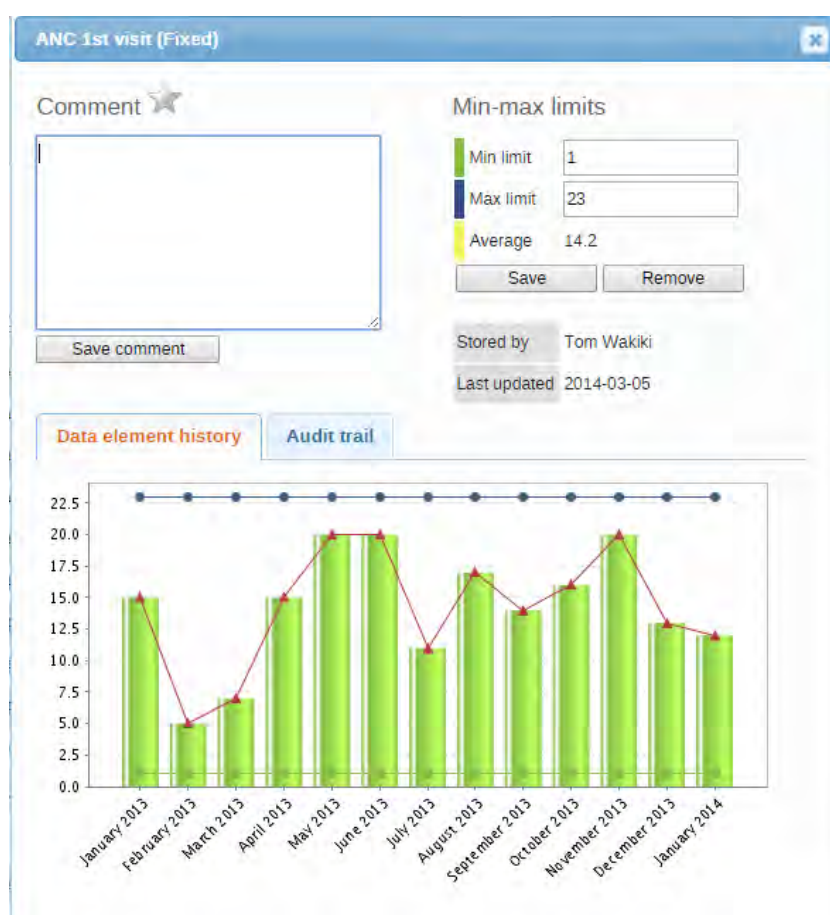 ANC 1st visit (Fixed)
Comment
Min-max limits
Min limit 1
Max limit 23
Average 14.2
Save Remove
Save comment
Stored by Tom Wakiki
Last updated 2014-03-05
Data element history Audit trail
22.5
20.0
17.5
15.0
12.5
10.0
7.5
5.0
2.5
0.0
January 2013 February 2013 March 2013 April 2013 May 2013 June 2013 July 2013 August 2013 September 2013 October 2013 November 2013 December 2013 January 2014